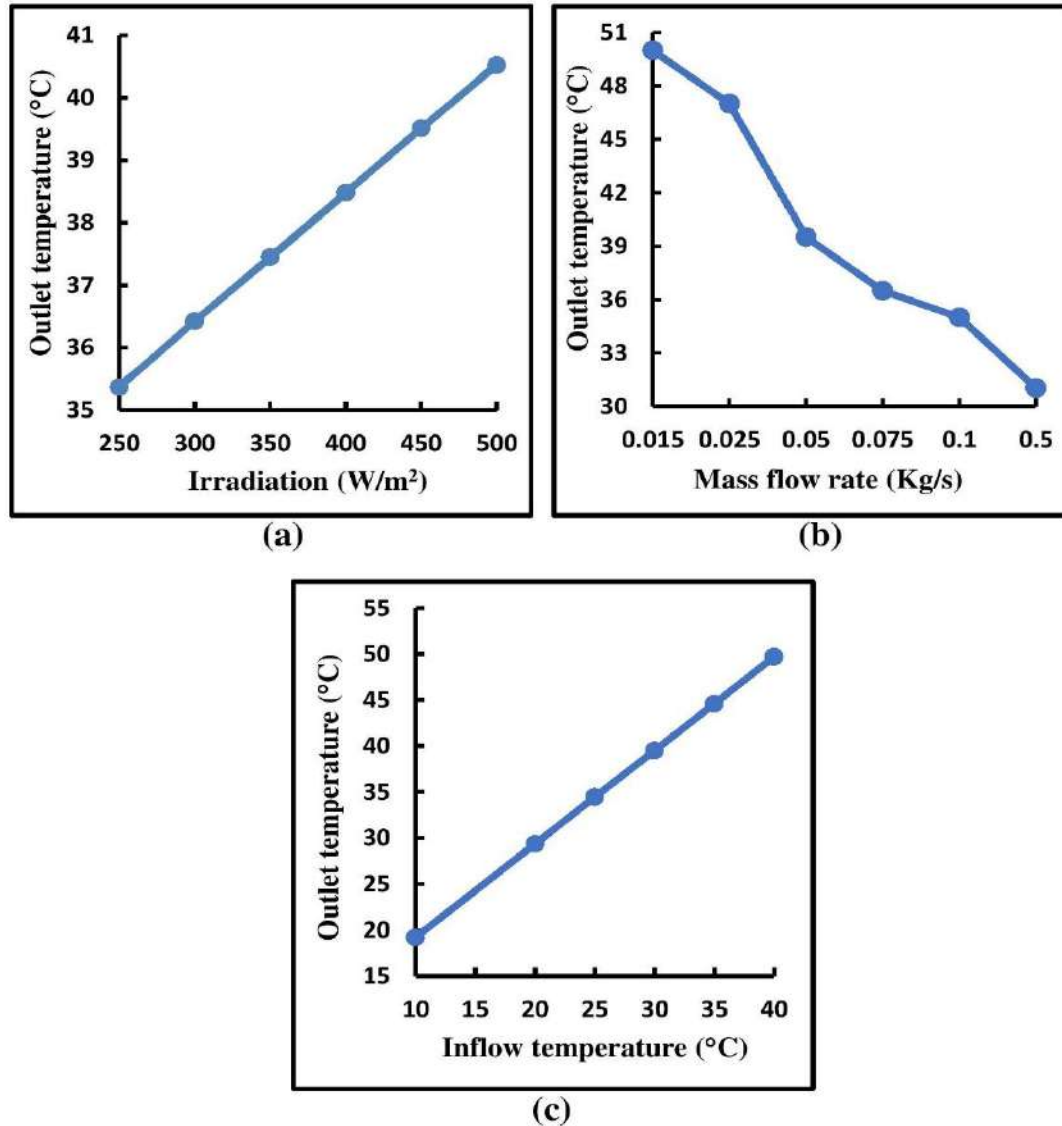 41
40
39
38
37
36
35
Outlet temperature (°C)
250 300 350 400 450 500
Irradiation (W/m²)
(a)
51
48
45
42
39
36
33
30
Outlet temperature (°C)
0.015 0.025 0.05 0.075 0.1 0.5
Mass flow rate (Kg/s)
(b)
55
50
45
40
35
30
25
20
15
Outlet temperature (°C)
10 15 20 25 30 35 40
Inflow temperature (°C)
(c)